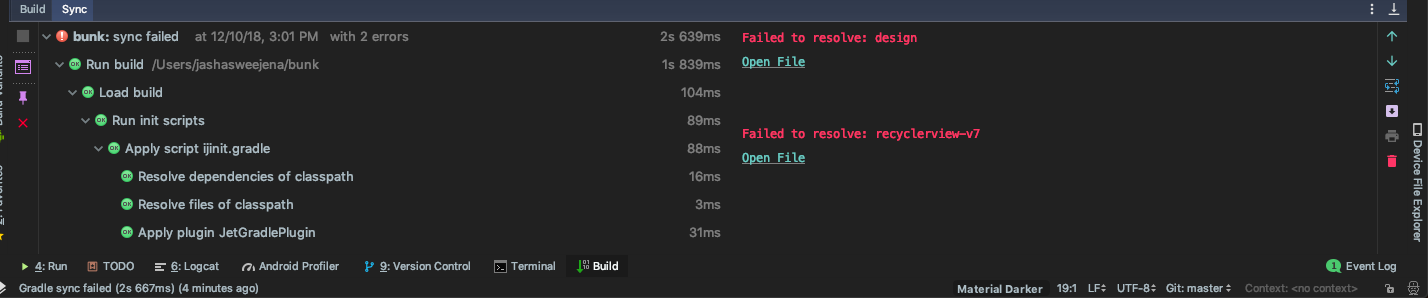 Build Sync
bunk: sync failed at 12/10/18, 3:01 PM with 2 errors 2s 639ms
Run build /Users/jashasweejena/bunk 1s 839ms
Load build 104ms
Run init scripts 89ms
Apply script ijinit.gradle 88ms
Resolve dependencies of classpath 16ms
Resolve files of classpath 3ms
Apply plugin JetGradlePlugin 31ms
Failed to resolve: design
Open File
Failed to resolve: recyclerview-v7
Open File
Device File Explorer
4: Run TODO 6: Logcat Android Profiler 9: Version Control Terminal Build 1 Event Log
Gradle sync failed (2s 667ms) (4 minutes ago) Material Darker 19:1 LF UTF-8 Git: master Context: <no context>